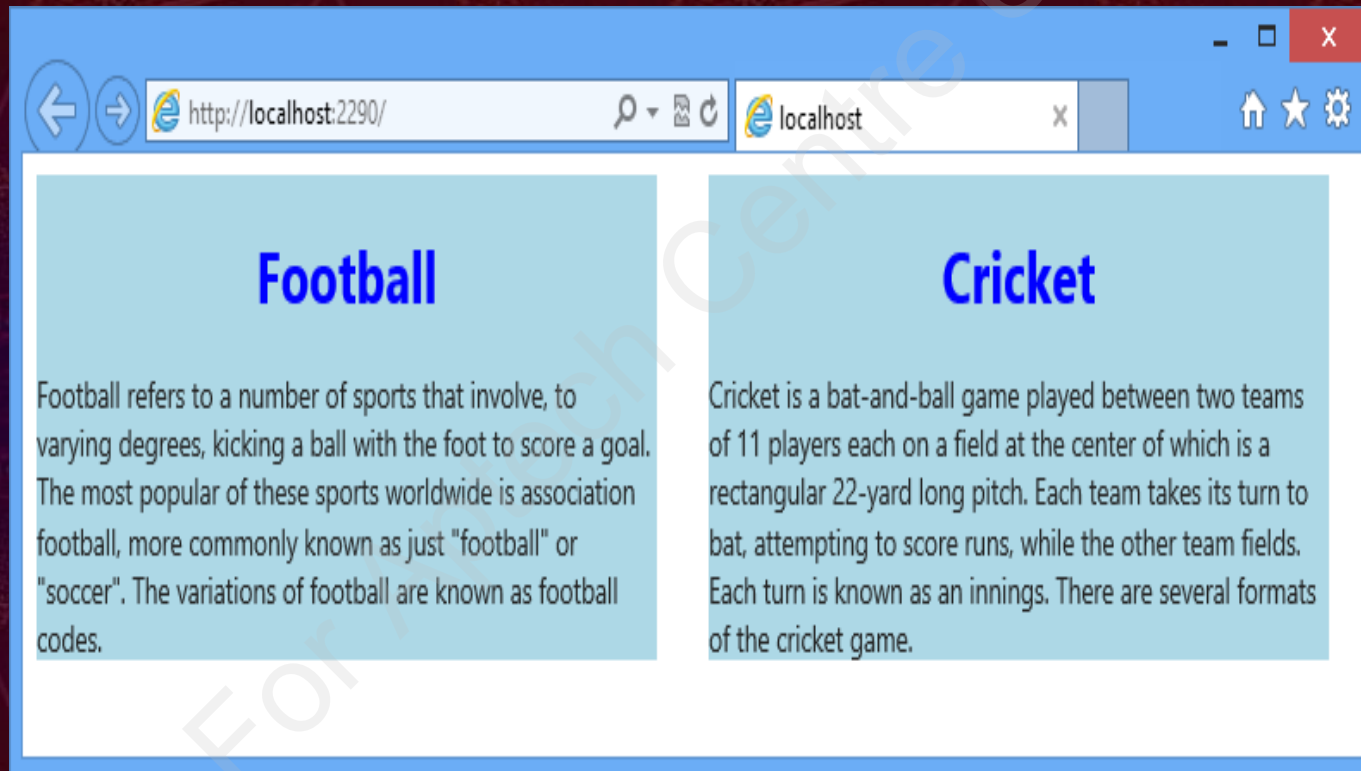 http://localhost:2290/
localhost
Football
Football refers to a number of sports that involve, to
varying degrees, kicking a ball with the foot to score a goal.
The most popular of these sports worldwide is association
football, more commonly known as just "football" or
"soccer". The variations of football are known as football
codes.
Cricket
Cricket is a bat-and-ball game played between two teams
of 11 players each on a field at the center of which is a
rectangular 22-yard long pitch. Each team takes its turn to
bat, attempting to score runs, while the other team fields.
Each turn is known as an innings. There are several formats
of the cricket game.
For Aptech Centre